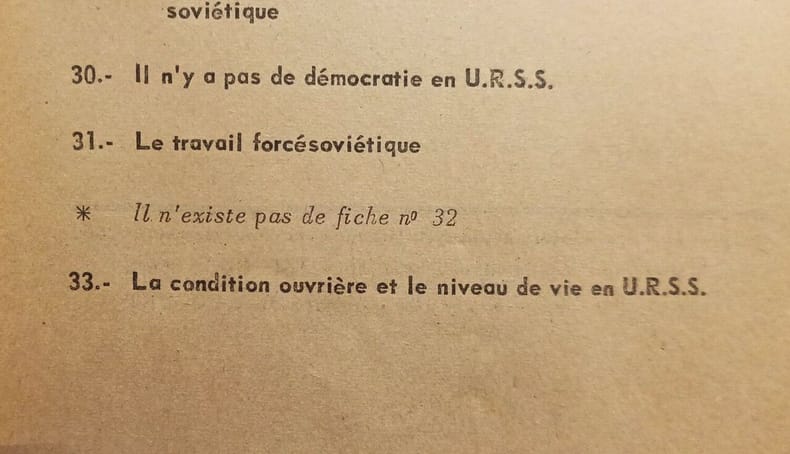 soviétique
30.- Il n'y a pas de démocratie en U.R.S.S.
31.- Le travail forcésoviétique
* Il n'existe pas de fiche nº 32
33.- La condition ouvrière et le niveau de vie en U.R.S.S.